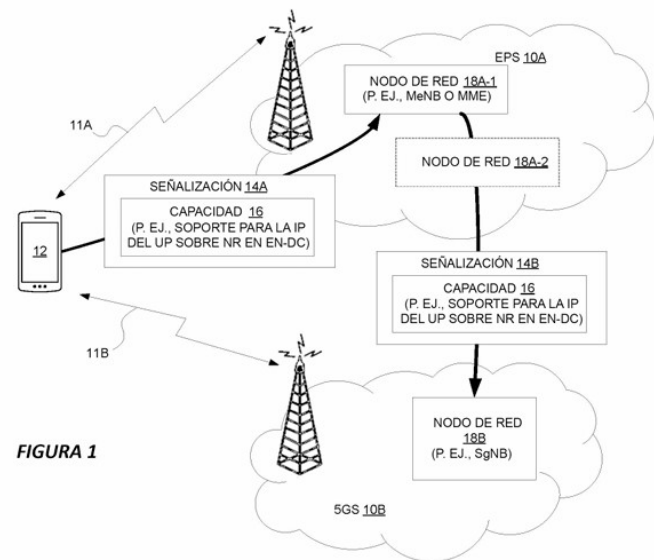 EPS 10A
NODO DE RED 18A-1
(P. EJ., MeNB O MME)
11A
NODO DE RED 18A-2
SEÑALIZACIÓN 14A
CAPACIDAD 16
(P. EJ., SOPORTE PARA LA IP
DEL UP SOBRE NR EN EN-DC)
12
SEÑALIZACIÓN 14B
CAPACIDAD 16
(P. EJ., SOPORTE PARA LA IP
DEL UP SOBRE NR EN EN-DC)
11B
NODO DE RED
18B
(P. EJ., SgNB)
FIGURA 1
5GS 10B